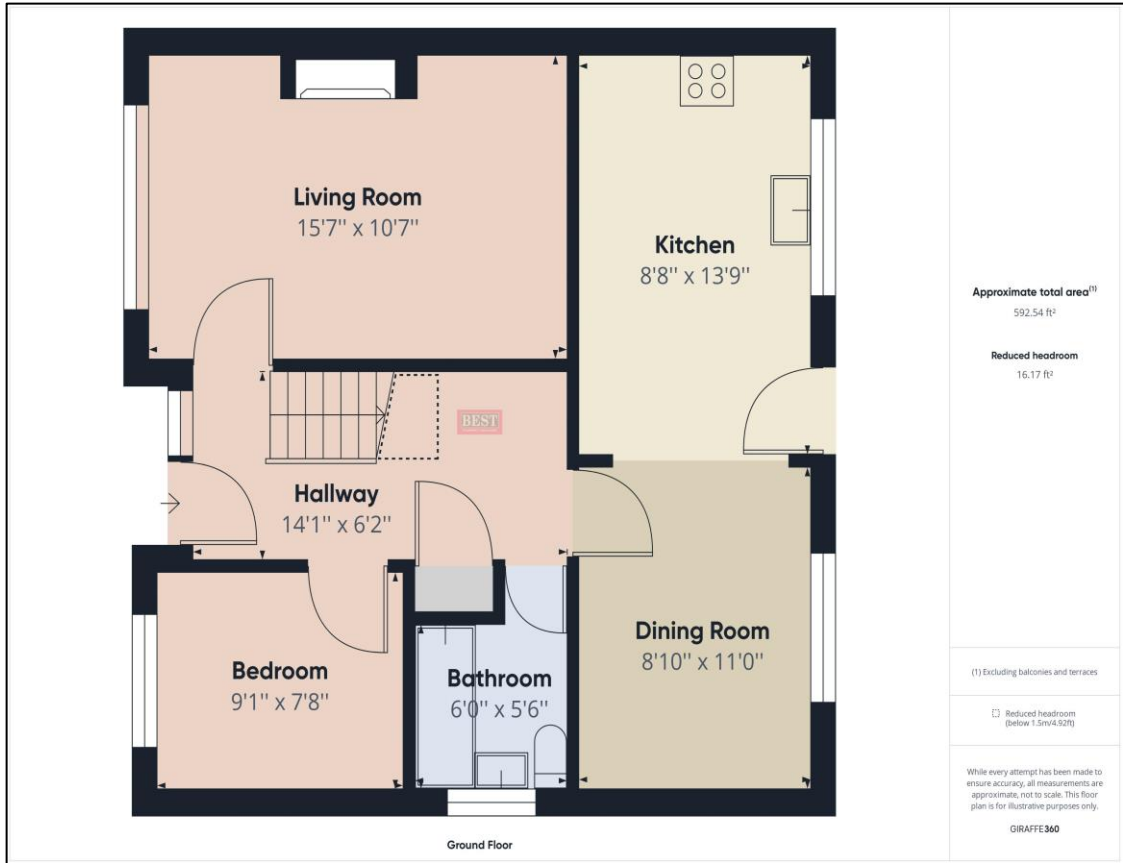 Living Room
15'7'' x 10'7''
Kitchen
8'8'' x 13'9''
BEST
Hallway
14'1'' x 6'2''
Bedroom
9'1'' x 7'8''
Bathroom
6'0'' x 5'6''
Dining Room
8'10'' x 11'0''
Ground Floor
Approximate total area(1)
592.54 ft²
Reduced headroom
16.17 ft²
(1) Excluding balconies and terraces
Reduced headroom
(below 1.5m/4.92ft)
While every attempt has been made to
ensure accuracy, all measurements are
approximate, not to scale. This floor
plan is for illustrative purposes only.
GIRAFFE360